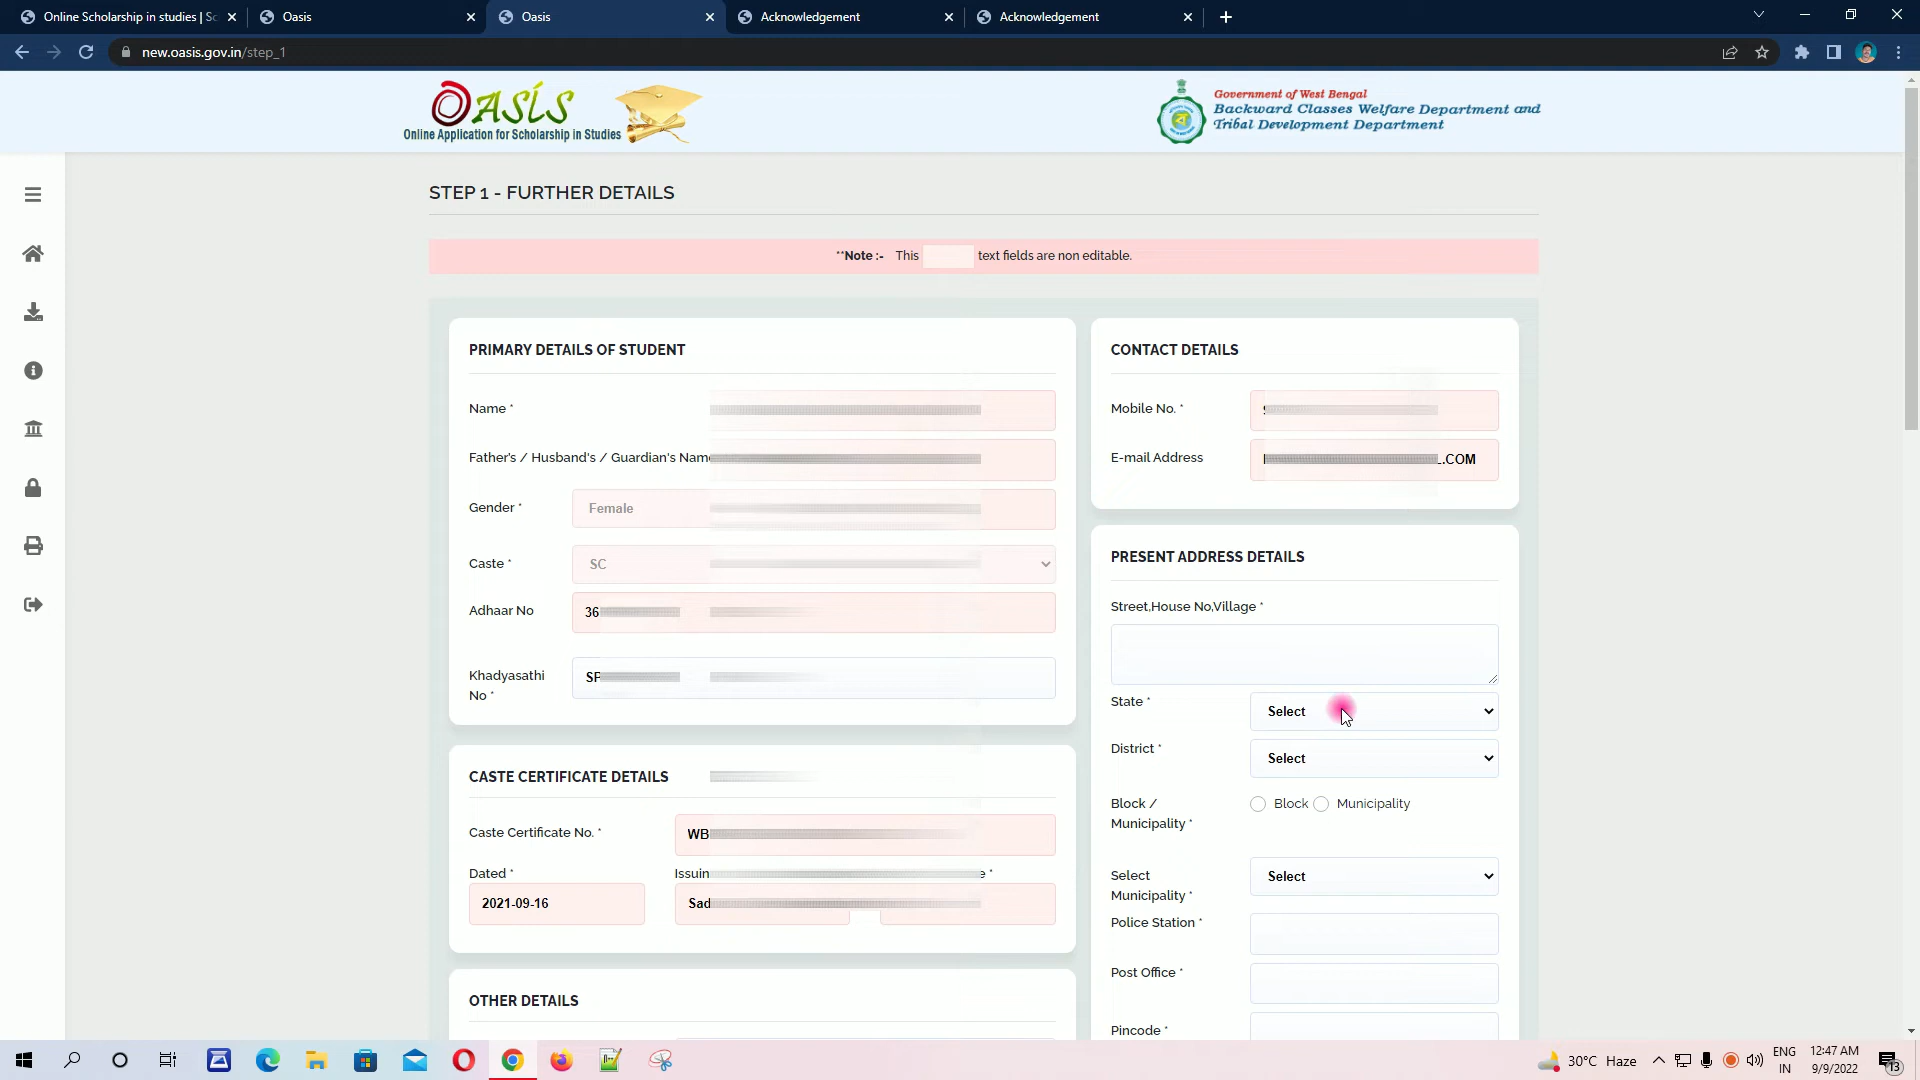 Online Scholarship in studies | Sc
Oasis
Oasis
Acknowledgement
Acknowledgement
new.oasis.gov.in/step_1
OASIS
Online Application for Scholarship in Studies
Government of West Bengal
Backward Classes Welfare Department and
Tribal Development Department
STEP 1 - FURTHER DETAILS
**Note :- This text fields are non editable.
PRIMARY DETAILS OF STUDENT
Name *
Father's / Husband's / Guardian's Name
Gender *
Female
Caste *
SC
Adhaar No
36
Khadyasathi
No *
SF
CASTE CERTIFICATE DETAILS
Caste Certificate No. *
WB
Dated *
2021-09-16
Issuin e *
Sad
OTHER DETAILS
CONTACT DETAILS
Mobile No. *
E-mail Address
.COM
PRESENT ADDRESS DETAILS
Street,House No,Village *
State *
Select
District *
Select
Block /
Municipality *
Block
Municipality
Select
Municipality *
Select
Police Station *
Post Office *
Pincode *
30°C Haze
ENG
IN
12:47 AM
9/9/2022
13